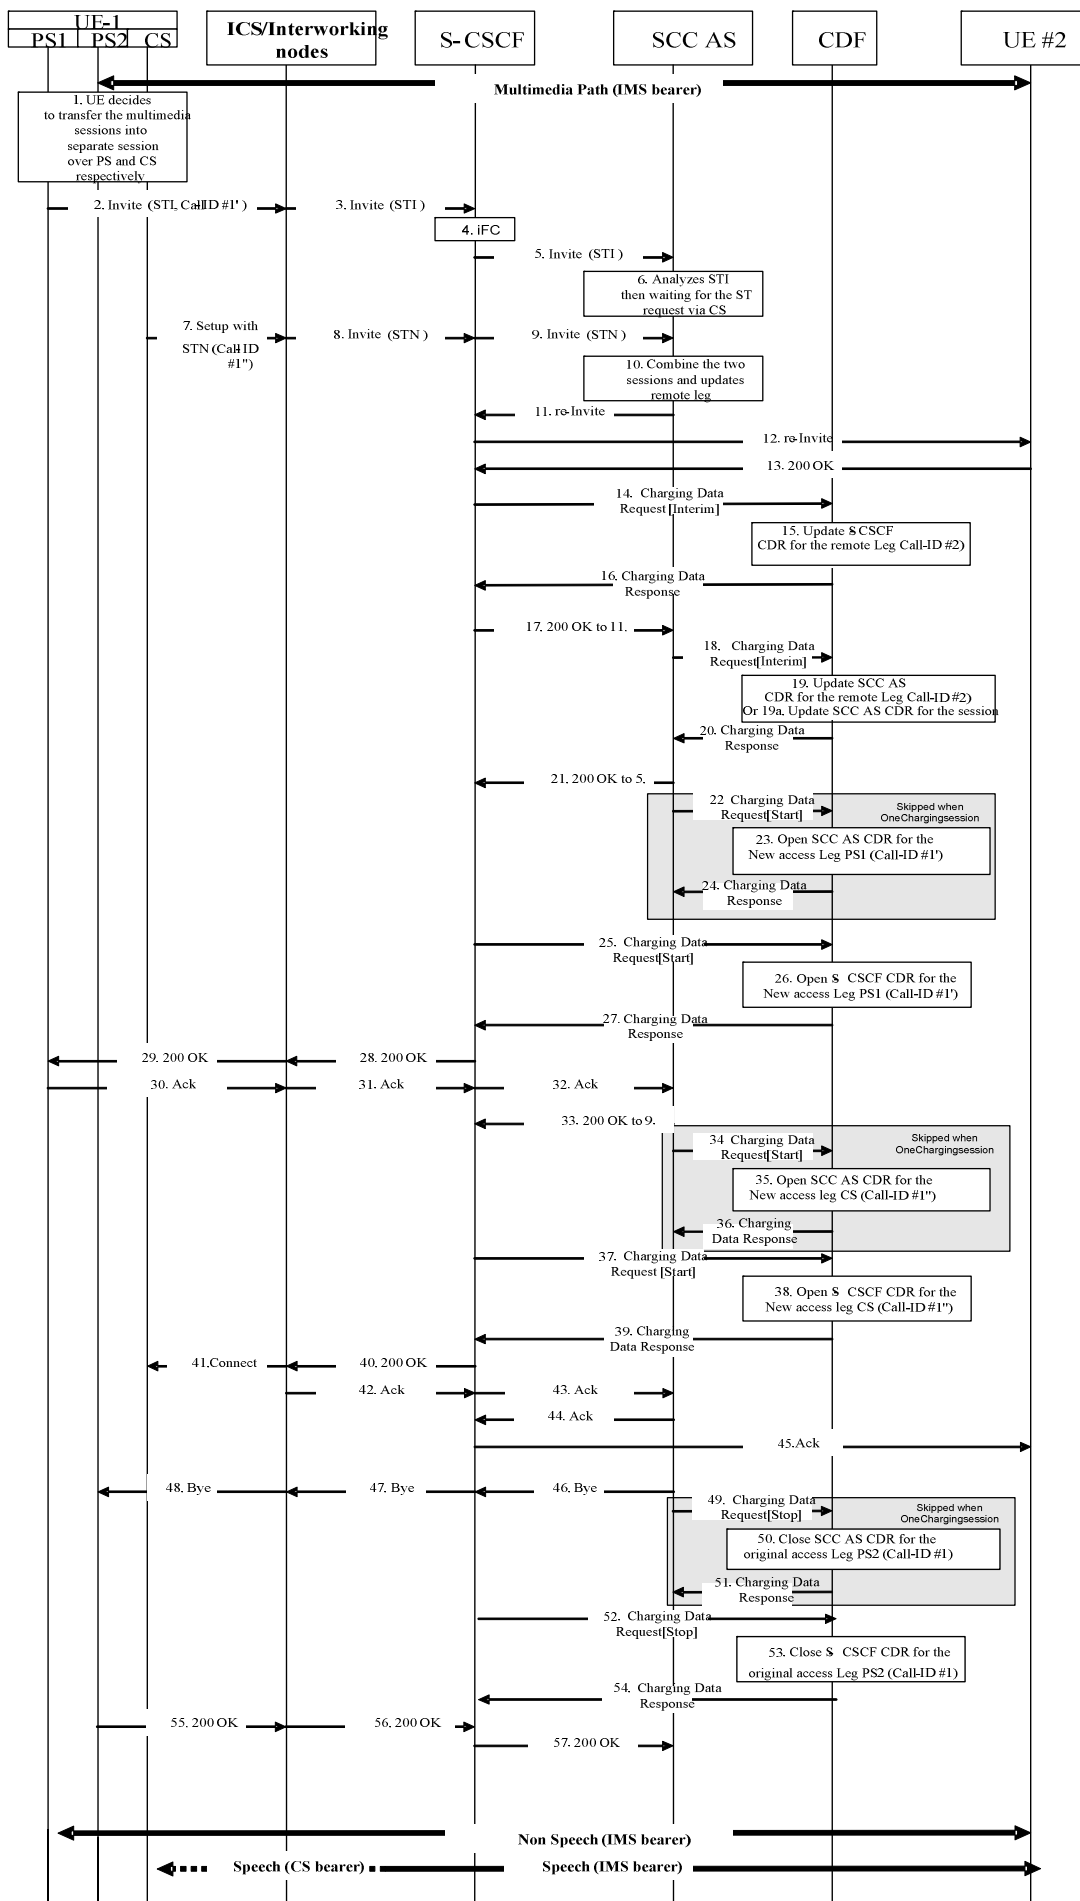 UE-1
PS1 PS2 CS
ICS/Interworking
nodes
S-CSCF
SCC AS
CDF
UE #2
Multimedia Path (IMS bearer)
1. UE decides
to transfer the multimedia
sessions into
separate session
over PS and CS
respectively
2. Invite (STI, Call-ID #1')
3. Invite (STI)
4. iFC
5. Invite (STI)
6. Analyzes STI
then waiting for the ST
request via CS
7. Setup with
STN (Call-ID
#1")
8. Invite (STN)
9. Invite (STN)
10. Combine the two
sessions and updates
remote leg
11. re-Invite
12. re-Invite
13. 200 OK
14. Charging Data
Request[Interim]
15. Update S-CSCF
CDR for the remote Leg Call-ID #2)
16. Charging Data
Response
17. 200 OK to 11.
18. Charging Data
Request[Interim]
19. Update SCC AS
CDR for the remote Leg Call-ID #2)
Or 19a. Update SCC AS CDR for the session
20. Charging Data
Response
21. 200 OK to 5.
22 Charging Data
Request[Start]
Skipped when
OneChargingsession
23. Open SCC AS CDR for the
New access Leg PS1 (Call-ID #1')
24. Charging Data
Response
25. Charging Data
Request[Start]
26. Open S-CSCF CDR for the
New access Leg PS1 (Call-ID #1')
27. Charging Data
Response
29. 200 OK
28. 200 OK
30. Ack
31. Ack
32. Ack
33. 200 OK to 9.
34 Charging Data
Request[Start]
Skipped when
OneChargingsession
35. Open SCC AS CDR for the
New access leg CS (Call-ID #1")
36. Charging
Data Response
37. Charging Data
Request [Start]
38. Open S-CSCF CDR for the
New access leg CS (Call-ID #1")
39. Charging
Data Response
41.Connect
40. 200 OK
42. Ack
43. Ack
44. Ack
45.Ack
48. Bye
47. Bye
46. Bye
49. Charging Data
Request[Stop]
Skipped when
OneChargingsession
50. Close SCC AS CDR for the
original access Leg PS2 (Call-ID #1)
51. Charging Data
Response
52. Charging Data
Request[Stop]
53. Close S-CSCF CDR for the
original access Leg PS2 (Call-ID #1)
54. Charging Data
Response
55. 200 OK
56. 200 OK
57. 200 OK
Non Speech (IMS bearer)
Speech (CS bearer)
Speech (IMS bearer)